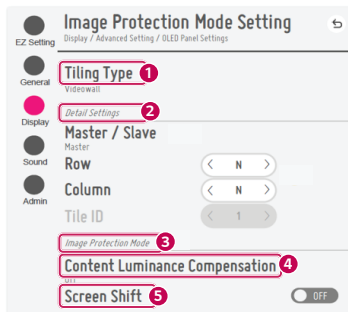 Image Protection Mode Setting
Display / Advanced Setting / OLED Panel Settings
EZ Setting
General
Display
Sound
Admin
Tiling Type 1
Videowall
Detail Settings 2
Master / Slave
Master
Row < N >
Column < N >
Tile ID < 1 >
Image Protection Mode 3
Content Luminance Compensation 4
Off
Screen Shift 5 OFF